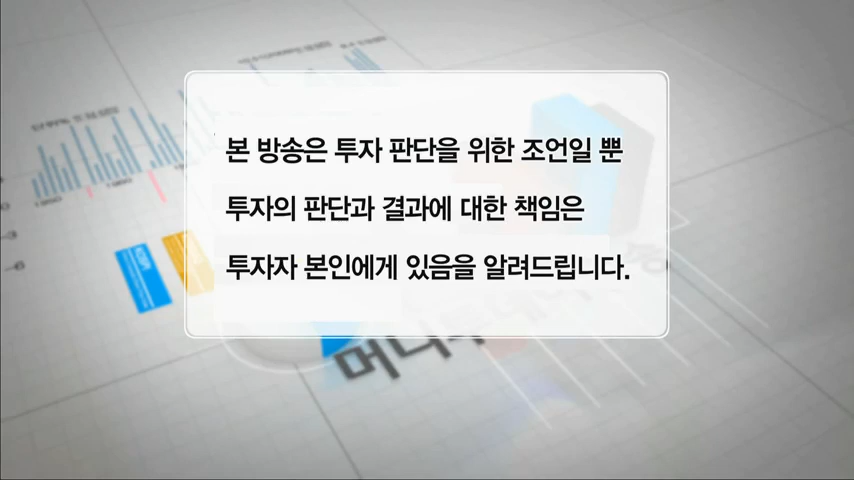 본 방송은 투자 판단을 위한 조언일 뿐
투자의 판단과 결과에 대한 책임은
투자자 본인에게 있음을 알려드립니다.